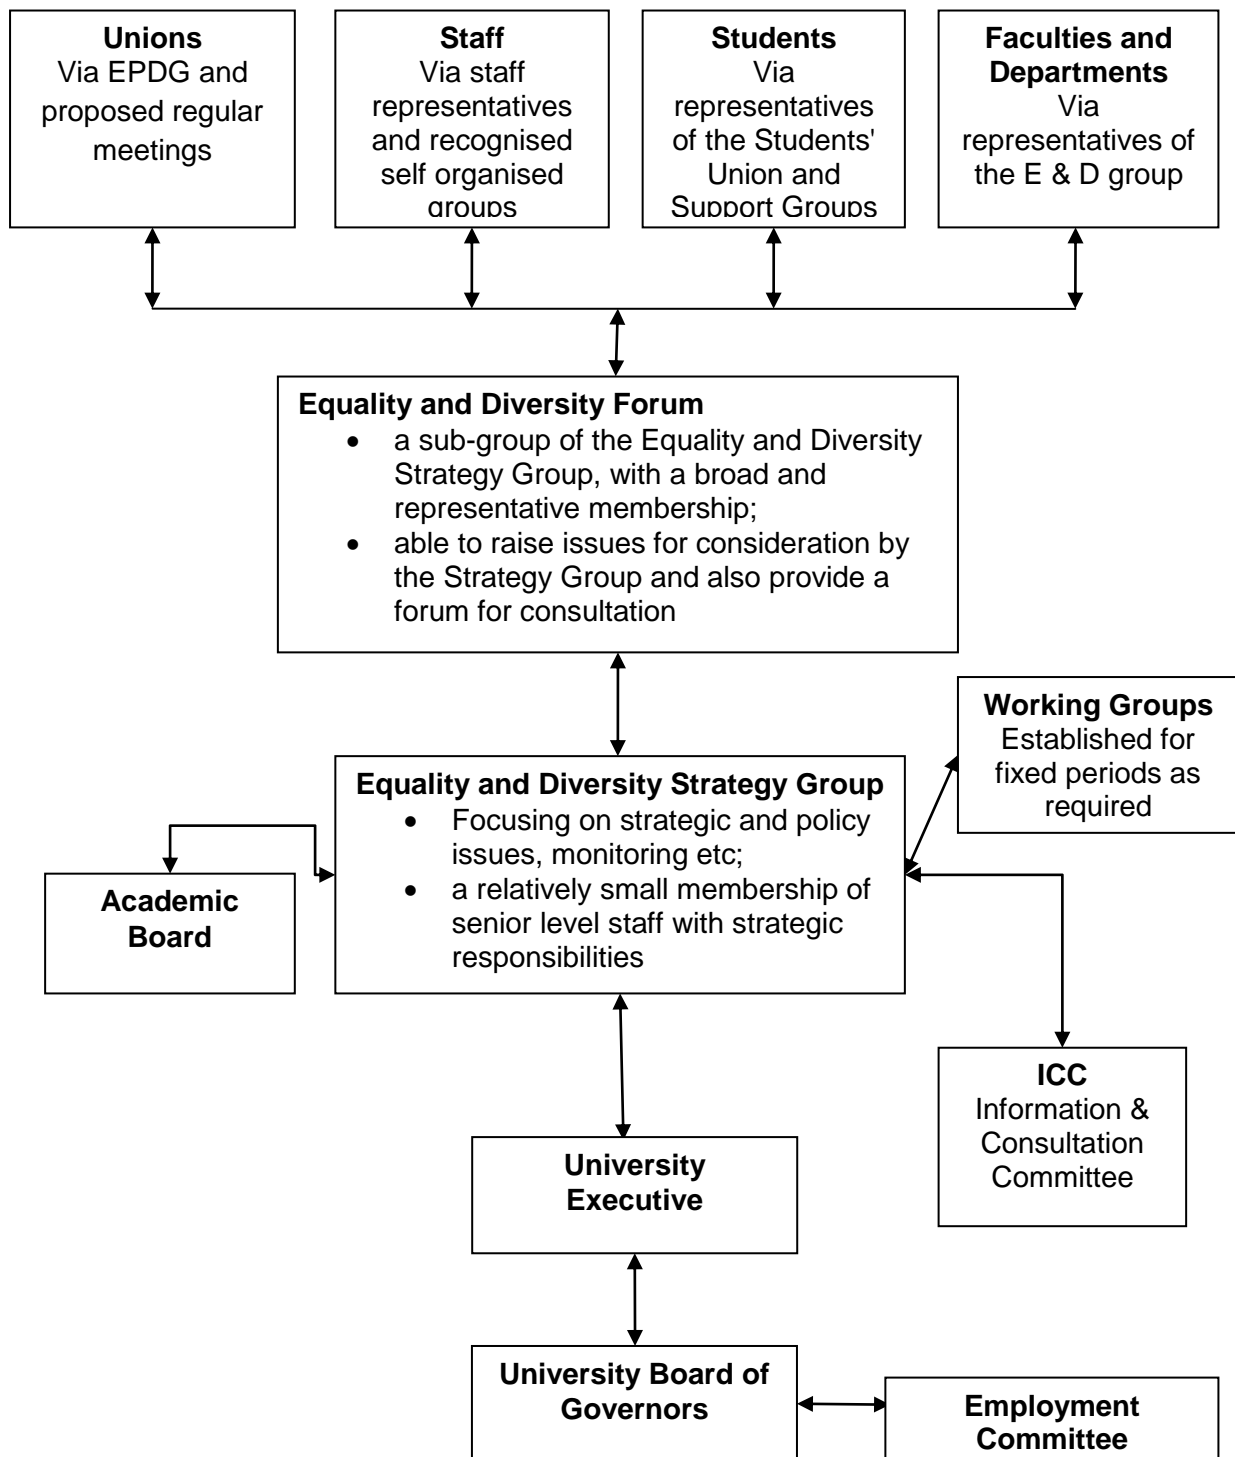 Unions
Via EPDG and
proposed regular
meetings
Staff
Via staff
representatives
and recognised
self organised
groups
Students
Via
representatives
of the Students'
Union and
Support Groups
Faculties and
Departments
Via
representatives of
the E & D group
Equality and Diversity Forum
• a sub-group of the Equality and Diversity
Strategy Group, with a broad and
representative membership;
• able to raise issues for consideration by
the Strategy Group and also provide a
forum for consultation
Working Groups
Established for
fixed periods as
required
Equality and Diversity Strategy Group
• Focusing on strategic and policy
issues, monitoring etc;
• a relatively small membership of
senior level staff with strategic
responsibilities
Academic
Board
ICC
Information &
Consultation
Committee
University
Executive
University Board of
Governors
Employment
Committee